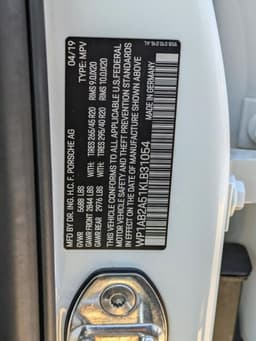 MFD BY DR. ING. H.C. F. PORSCHE AG 04/19
GVWR 5688 LBS TYPE: MPV
GAWR FRONT 2844 LBS WITH: TIRES 265/45 R20 RIMS 9.0JX20
GAWR REAR 2976 LBS WITH: TIRES 295/40 R20 RIMS 10.0JX20
THIS VEHICLE CONFORMS TO ALL APPLICABLE U.S. FEDERAL
MOTOR VEHICLE SAFETY AND THEFT PREVENTION STANDARDS
IN EFFECT ON THE DATE OF MANUFACTURE SHOWN ABOVE
WP1AB2A51KLB31054 MADE IN GERMANY